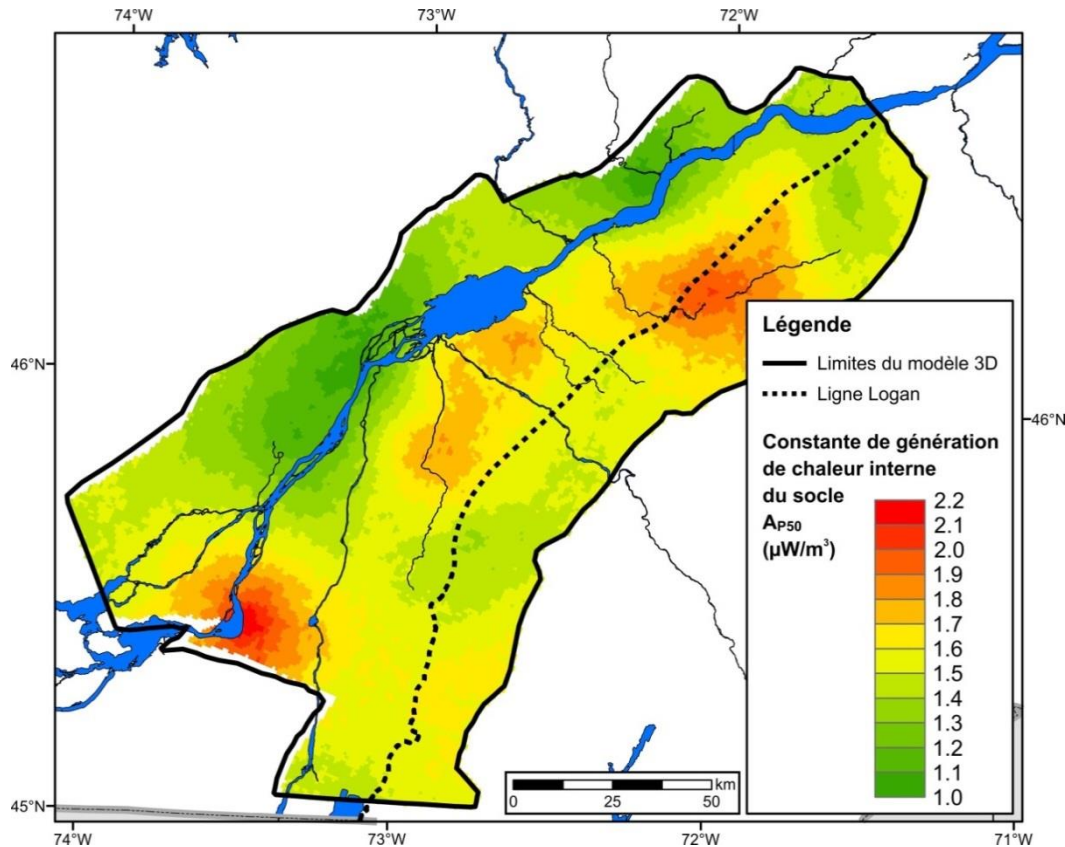 74°W 73°W 72°W
46°N
46°N
45°N
74°W 73°W 72°W 71°W
Légende
Limites du modèle 3D
Ligne Logan
Constante de génération
de chaleur interne
du socle
AP50
(µW/m³)
2.2
2.1
2.0
1.9
1.8
1.7
1.6
1.5
1.4
1.3
1.2
1.1
1.0
km
0 25 50